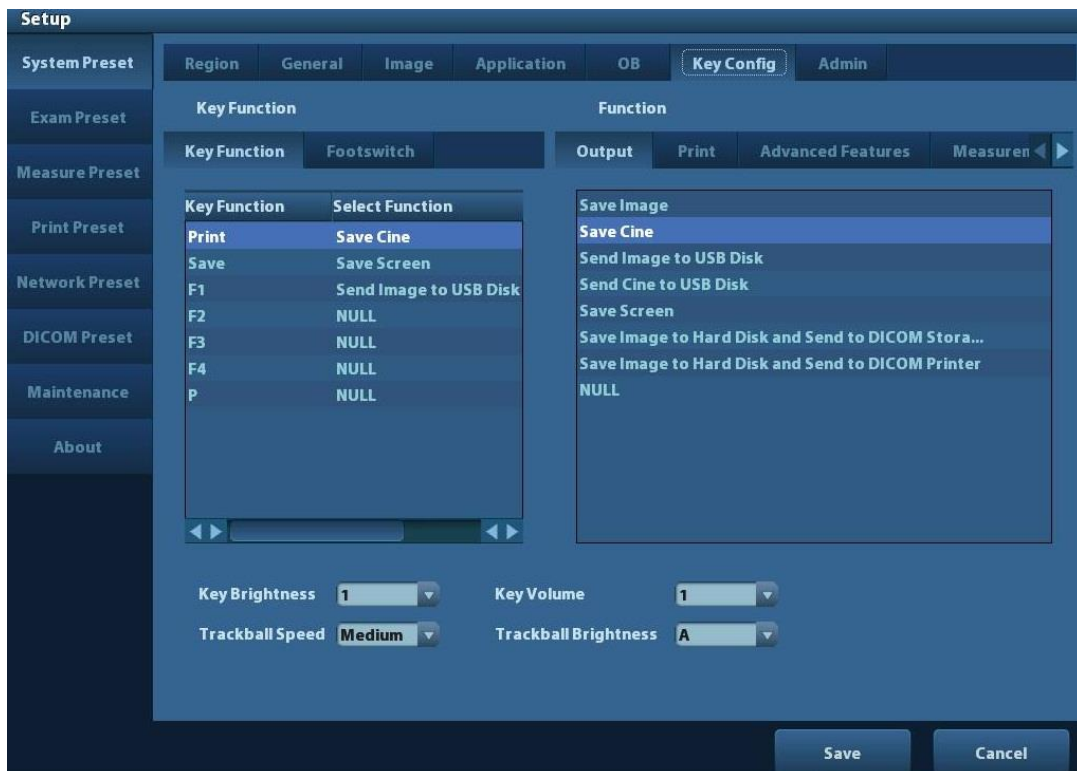 Setup
System Preset
Exam Preset
Measure Preset
Print Preset
Network Preset
DICOM Preset
Maintenance
About
Region General Image Application OB Key Config Admin
Key Function
Key Function Footswitch
Key Function Select Function
Print Save Cine
Save Save Screen
F1 Send Image to USB Disk
F2 NULL
F3 NULL
F4 NULL
P NULL
Function
Output Print Advanced Features Measurem
Save Image
Save Cine
Send Image to USB Disk
Send Cine to USB Disk
Save Screen
Save Image to Hard Disk and Send to DICOM Stora...
Save Image to Hard Disk and Send to DICOM Printer
NULL
Key Brightness 1 Key Volume 1
Trackball Speed Medium Trackball Brightness A
Save Cancel